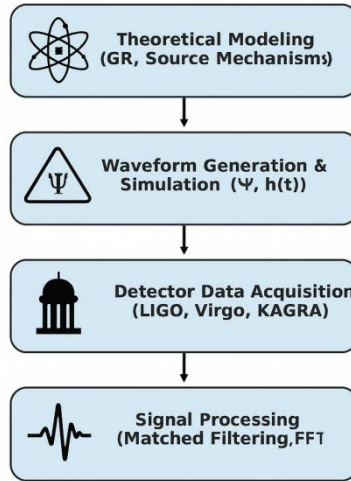 Theoretical Modeling
(GR, Source Mechanisms)
Waveform Generation &
Ψ
Simulation (Ψ, h(t))
Detector Data Acquisition
(LIGO, Virgo, KAGRA)
Signal Processing
(Matched Filtering,FFT